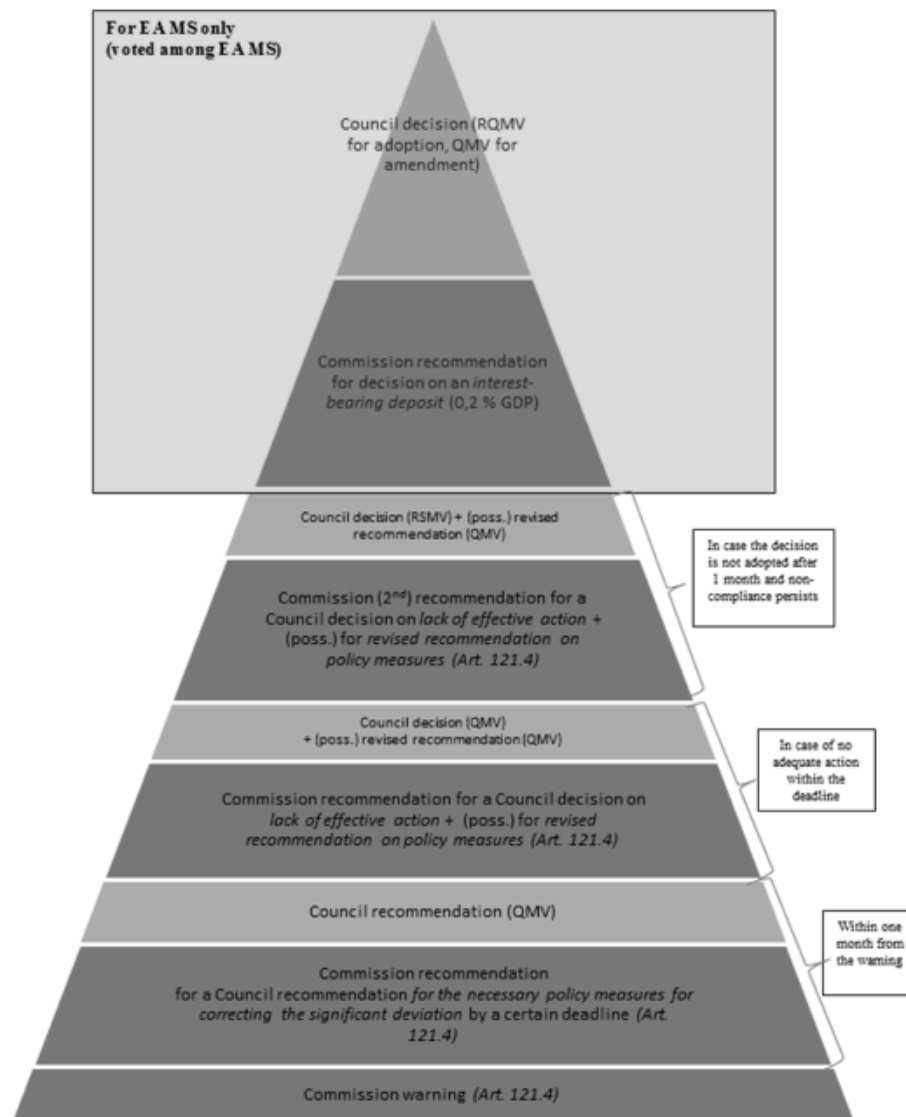 For EA MS only
(voted among EA MS)
Council decision (RQMV
for adoption, QMV for
amendment)
Commission recommendation
for decision on an interest-
bearing deposit (0,2 % GDP)
Council decision (RSMV) + (poss.) revised
recommendation (QMV)
In case the decision
is not adopted after
1 month and non-
compliance persists
Commission (2nd) recommendation for a
Council decision on lack of effective action +
(poss.) for revised recommendation on
policy measures (Art. 121.4)
Council decision (QMV)
+ (poss.) revised recommendation (QMV)
In case of no
adequate action
within the
deadline
Commission recommendation for a Council decision on
lack of effective action + (poss.) for revised
recommendation on policy measures (Art. 121.4)
Council recommendation (QMV)
Within one
month from
the warning
Commission recommendation
for a Council recommendation for the necessary policy measures for
correcting the significant deviation by a certain deadline (Art.
121.4)
Commission warning (Art. 121.4)